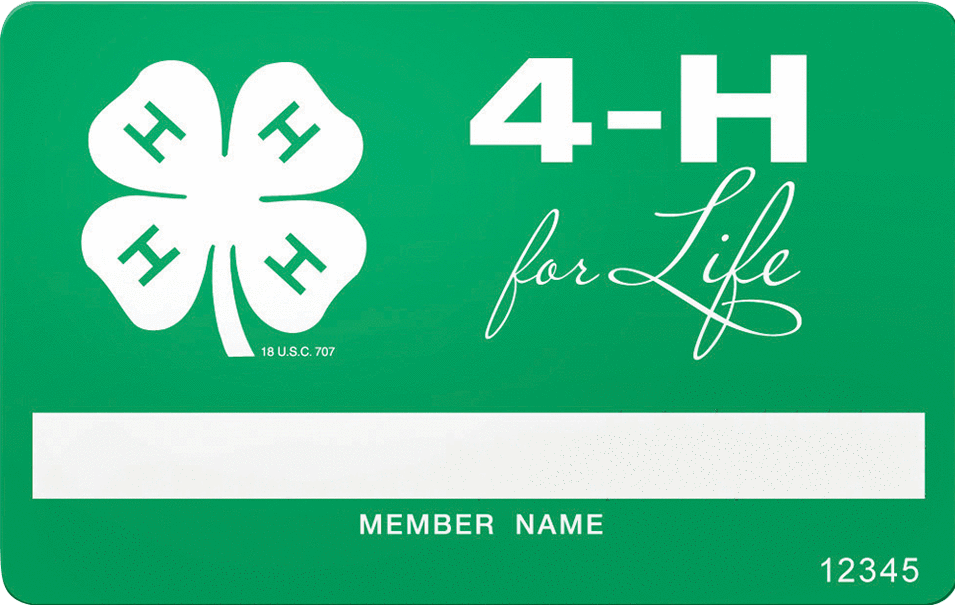 H H
H H
18 U.S.C. 707
4-H
for Life
MEMBER NAME
12345